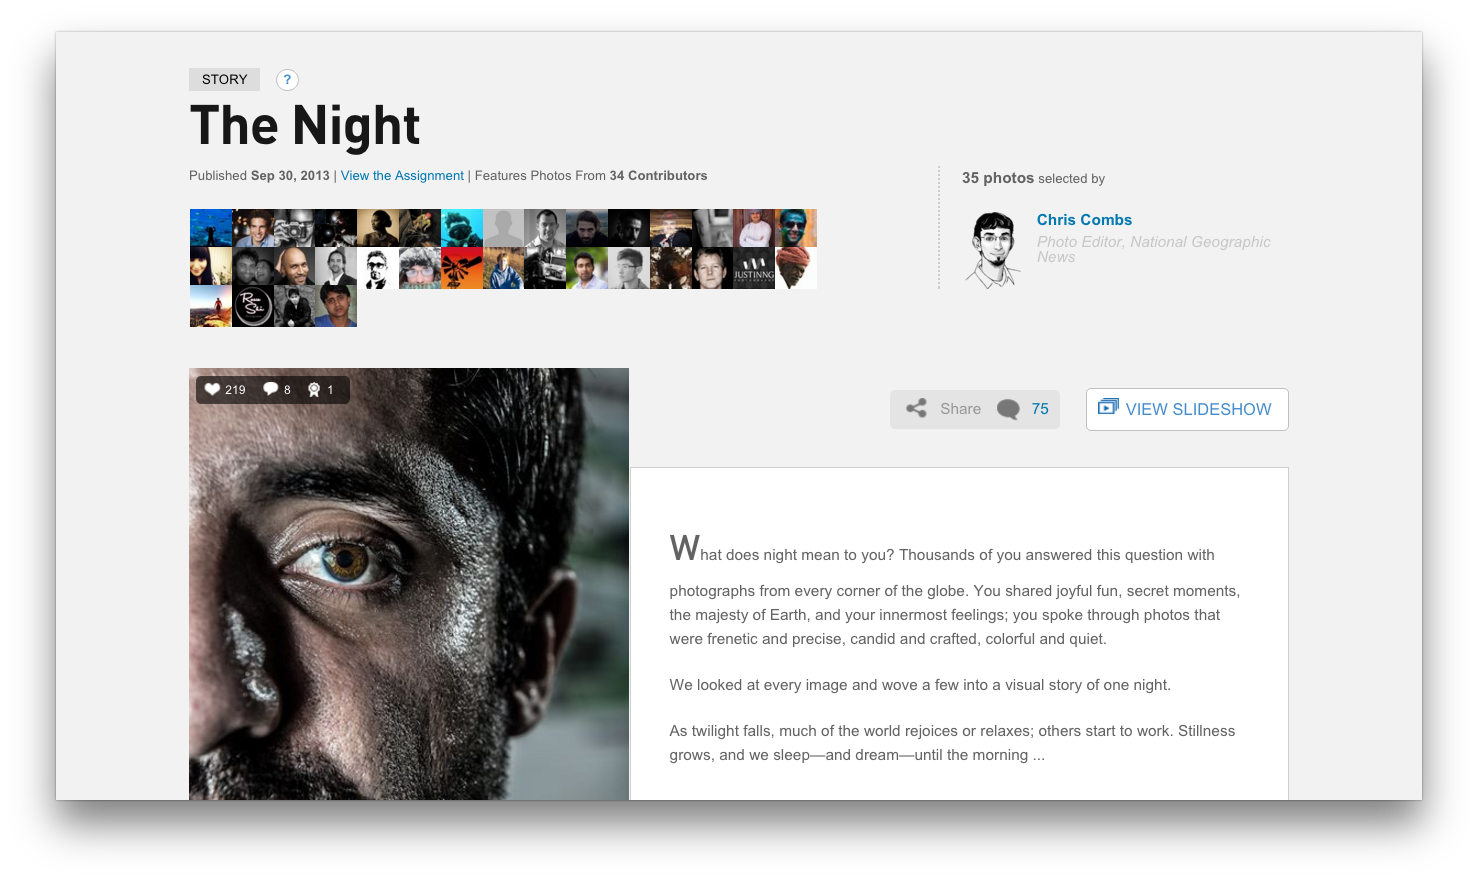 STORY ?
The Night
Published Sep 30, 2013 | View the Assignment | Features Photos From 34 Contributors
35 photos selected by
Chris Combs
Photo Editor, National Geographic
News
JUSTINNG
219 8 1
Share 75 VIEW SLIDESHOW
What does night mean to you? Thousands of you answered this question with
photographs from every corner of the globe. You shared joyful fun, secret moments,
the majesty of Earth, and your innermost feelings; you spoke through photos that
were frenetic and precise, candid and crafted, colorful and quiet.
We looked at every image and wove a few into a visual story of one night.
As twilight falls, much of the world rejoices or relaxes; others start to work. Stillness
grows, and we sleep—and dream—until the morning ...